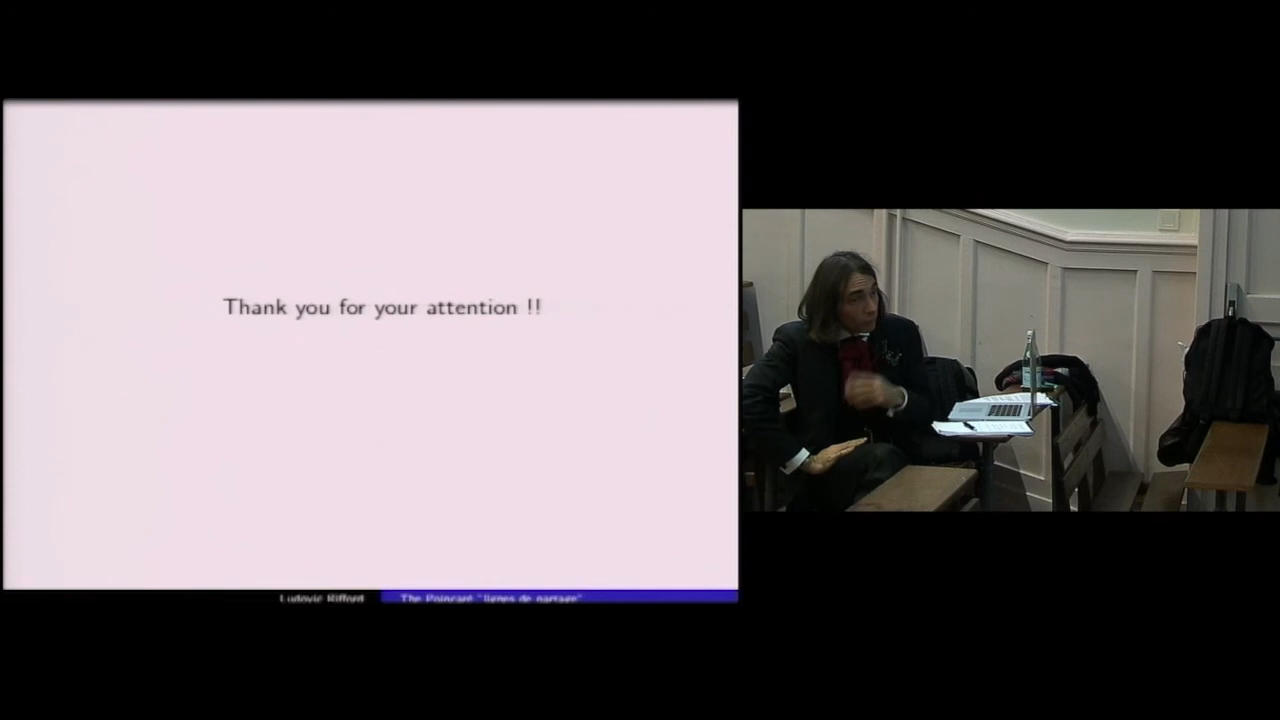 Thank you for your attention !!
Ludovic Rifford
The Poincaré "lignes de partage"